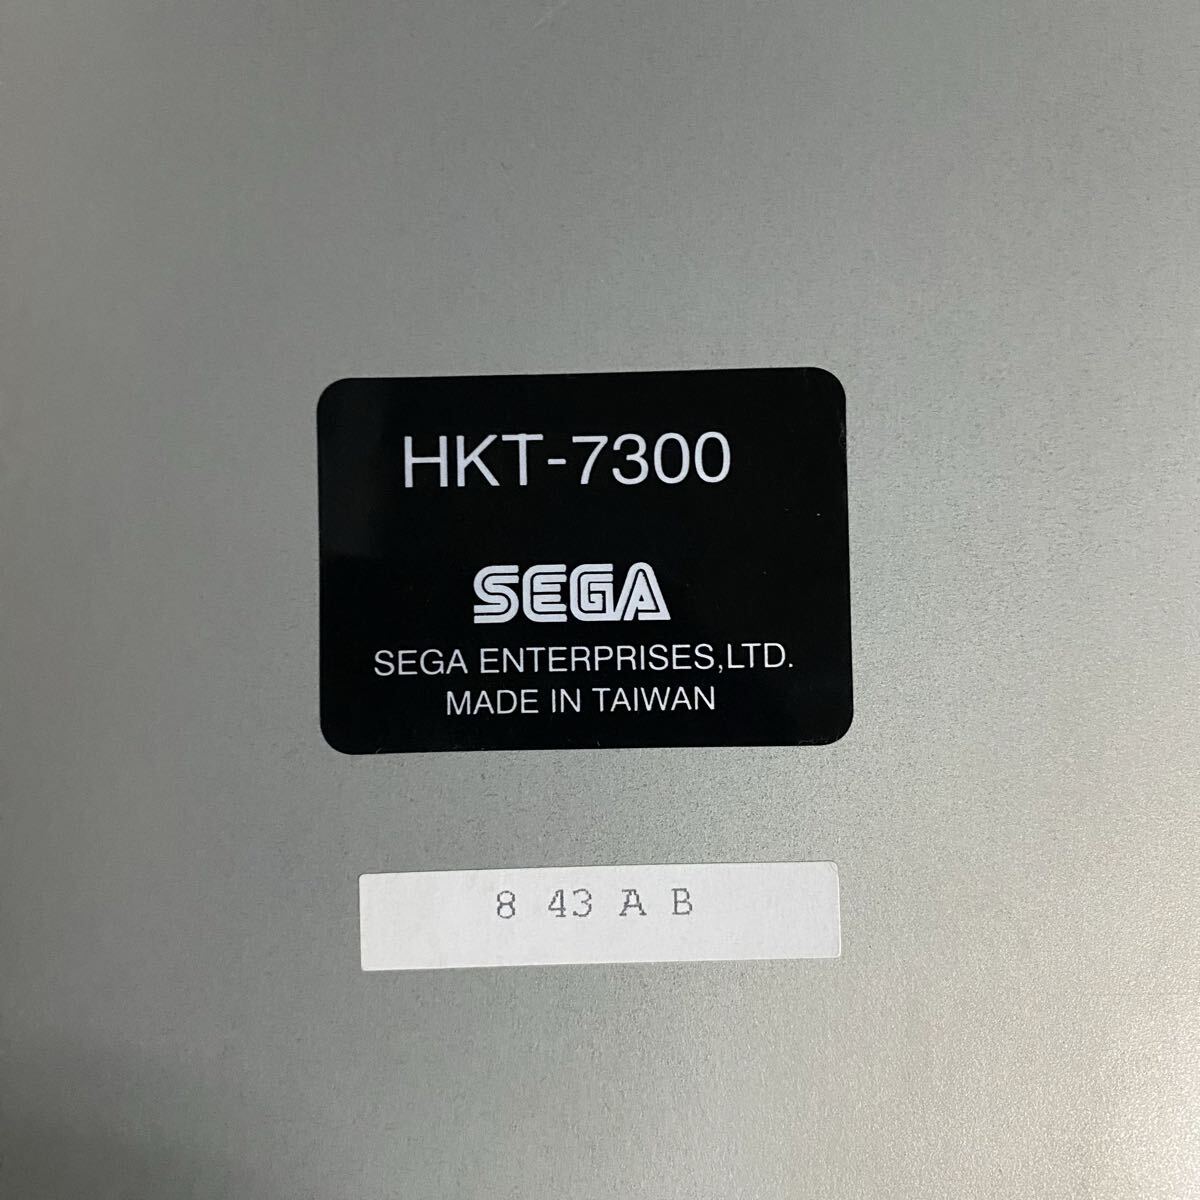 HKT-7300
SEGA
SEGA ENTERPRISES,LTD.
MADE IN TAIWAN
8 43 A B